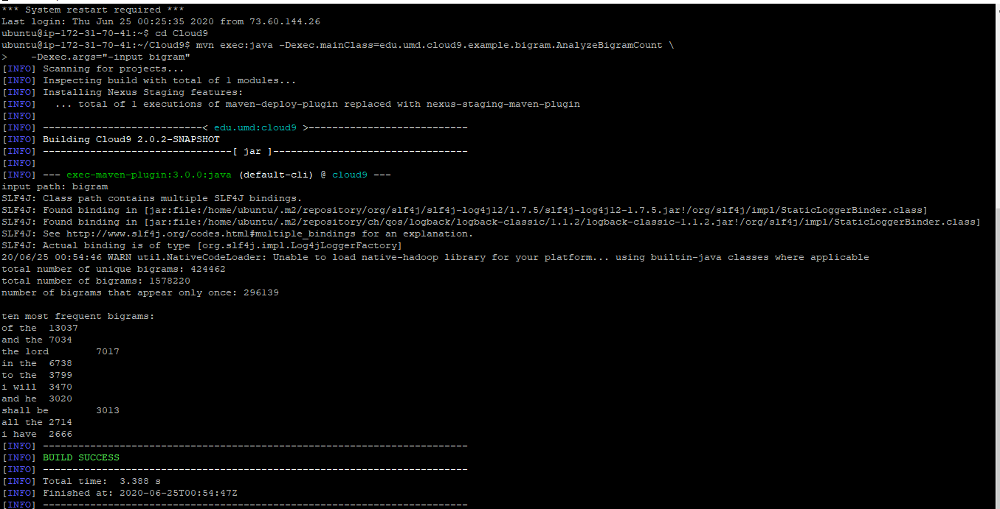 *** System restart required ***
Last login: Thu Jun 25 00:25:35 2020 from 73.60.144.26
ubuntu@ip-172-31-70-41:~$ cd Cloud9
ubuntu@ip-172-31-70-41:~/Cloud9$ mvn exec:java -Dexec.mainClass=edu.umd.cloud9.example.bigram.AnalyzeBigramCount \
>    -Dexec.args="-input bigram"
[INFO] Scanning for projects...
[INFO] Inspecting build with total of 1 modules...
[INFO] Installing Nexus Staging features:
[INFO]   ... total of 1 executions of maven-deploy-plugin replaced with nexus-staging-maven-plugin
[INFO]
[INFO] ---------------------------< edu.umd:cloud9 >---------------------------
[INFO] Building Cloud9 2.0.2-SNAPSHOT
[INFO] --------------------------------[ jar ]---------------------------------
[INFO]
[INFO] --- exec-maven-plugin:3.0.0:java (default-cli) @ cloud9 ---
input path: bigram
SLF4J: Class path contains multiple SLF4J bindings.
SLF4J: Found binding in [jar:file:/home/ubuntu/.m2/repository/org/slf4j/slf4j-log4j12/1.7.5/slf4j-log4j12-1.7.5.jar!/org/slf4j/impl/StaticLoggerBinder.class]
SLF4J: Found binding in [jar:file:/home/ubuntu/.m2/repository/ch/qos/logback/logback-classic/1.1.2/logback-classic-1.1.2.jar!/org/slf4j/impl/StaticLoggerBinder.class]
SLF4J: See http://www.slf4j.org/codes.html#multiple_bindings for an explanation.
SLF4J: Actual binding is of type [org.slf4j.impl.Log4jLoggerFactory]
20/06/25 00:54:46 WARN util.NativeCodeLoader: Unable to load native-hadoop library for your platform... using builtin-java classes where applicable
total number of unique bigrams: 424462
total number of bigrams: 1578220
number of bigrams that appear only once: 296139

ten most frequent bigrams:
of the  13037
and the 7034
the lord        7017
in the  6738
to the  3799
i will  3470
and he  3020
shall be        3013
all the 2714
i have  2666
[INFO] ------------------------------------------------------------------------
[INFO] BUILD SUCCESS
[INFO] ------------------------------------------------------------------------
[INFO] Total time:  3.388 s
[INFO] Finished at: 2020-06-25T00:54:47Z
[INFO] ------------------------------------------------------------------------